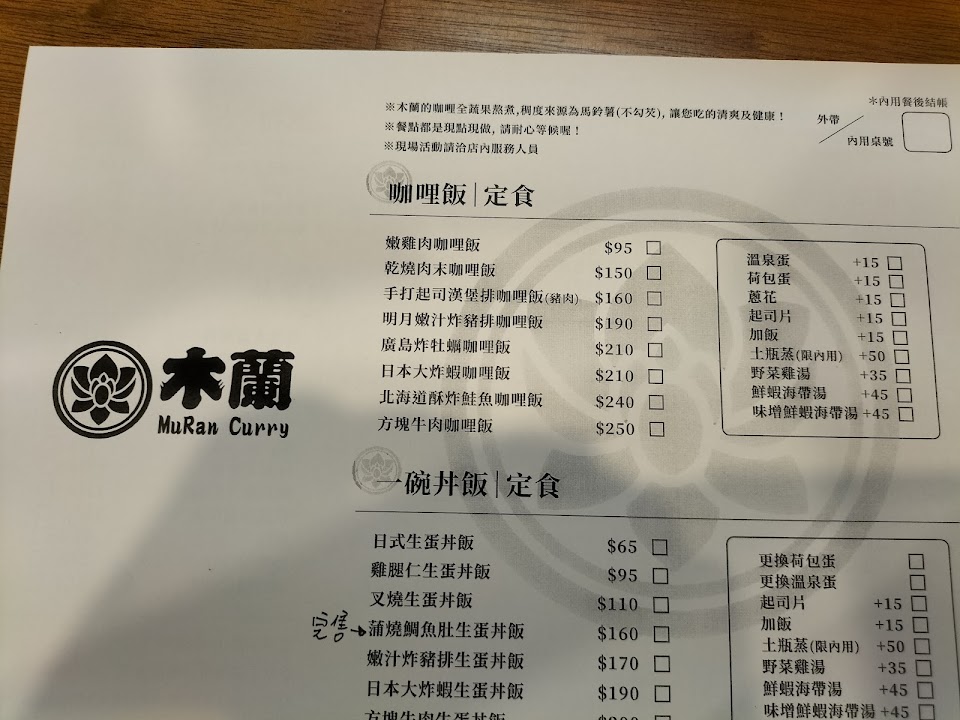 ※木蘭的咖哩全蔬果熬煮,稠度來源為馬鈴薯(不勾芡), 讓您吃的清爽及健康！
※餐點都是現點現做, 請耐心等候喔！
※現場活動請洽店內服務人員
＊內用餐後結帳
外帶
內用桌號
咖哩飯|定食
嫩雞肉咖哩飯 $95 □
乾燒肉末咖哩飯 $150 □
手打起司漢堡排咖哩飯(豬肉) $160 □
明月嫩汁炸豬排咖哩飯 $190 □
廣島炸牡蠣咖哩飯 $210 □
日本大炸蝦咖哩飯 $210 □
北海道酥炸鮭魚咖哩飯 $240 □
方塊牛肉咖哩飯 $250 □
溫泉蛋 +15 □
荷包蛋 +15 □
蔥花 +15 □
起司片 +15 □
加飯 +15 □
土瓶蒸(限內用) +50 □
野菜雞湯 +35 □
鮮蝦海帶湯 +45 □
味增鮮蝦海帶湯 +45 □
木蘭
MuRan Curry
一碗丼飯|定食
日式生蛋丼飯 $65 □
雞腿仁生蛋丼飯 $95 □
叉燒生蛋丼飯 $110 □
完售→蒲燒鯛魚肚生蛋丼飯 $160 □
嫩汁炸豬排生蛋丼飯 $170 □
日本大炸蝦生蛋丼飯 $190 □
方塊牛肉生蛋丼飯
更換荷包蛋 □
更換溫泉蛋 □
起司片 +15 □
加飯 +15 □
土瓶蒸(限內用) +50 □
野菜雞湯 +35 □
鮮蝦海帶湯 +45 □
味增鮮蝦海帶湯 +45 □